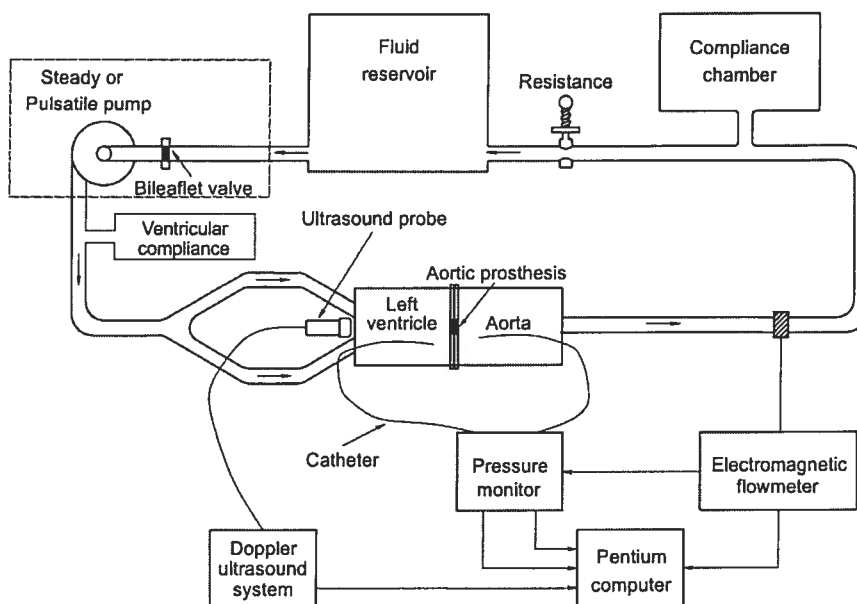 Steady or
Pulsatile pump
Bileaflet valve
Fluid
reservoir
Resistance
Compliance
chamber
Ventricular
compliance
Ultrasound probe
Aortic prosthesis
Left
ventricle
Aorta
Catheter
Pressure
monitor
Electromagnetic
flowmeter
Doppler
ultrasound
system
Pentium
computer